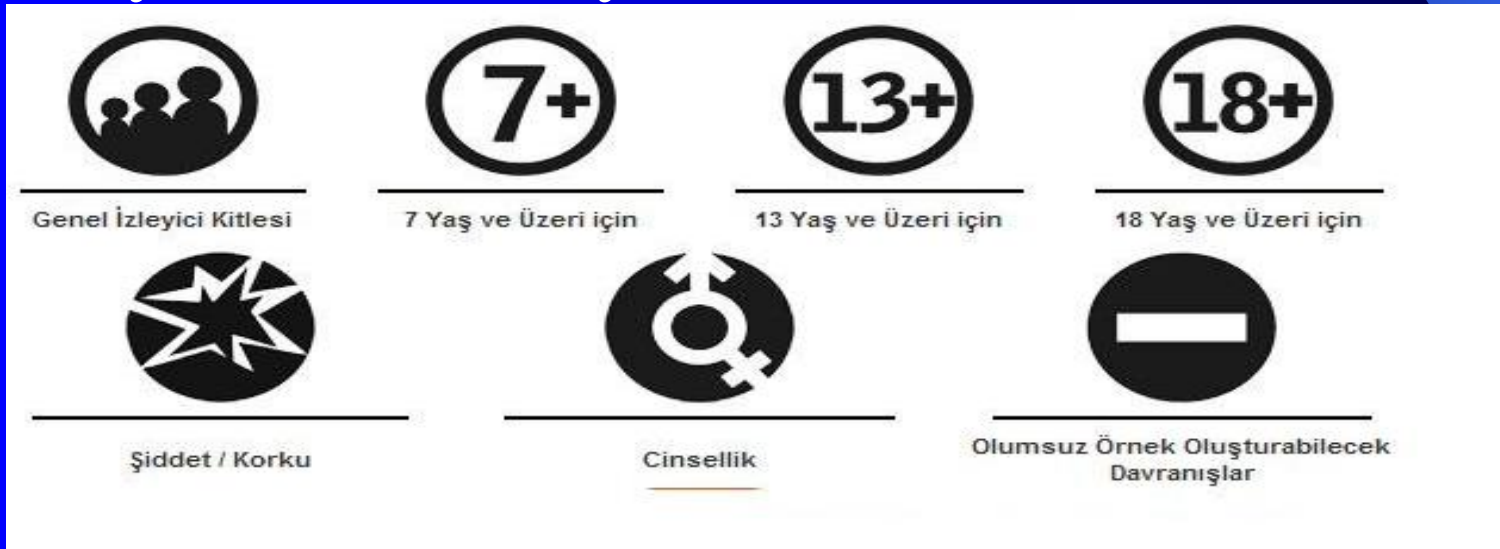 7+ 13+ 18+
Genel İzleyici Kitlesi 7 Yaş ve Üzeri için 13 Yaş ve Üzeri için 18 Yaş ve Üzeri için
Şiddet / Korku Cinsellik Olumsuz Örnek Oluşturabilecek
Davranışlar